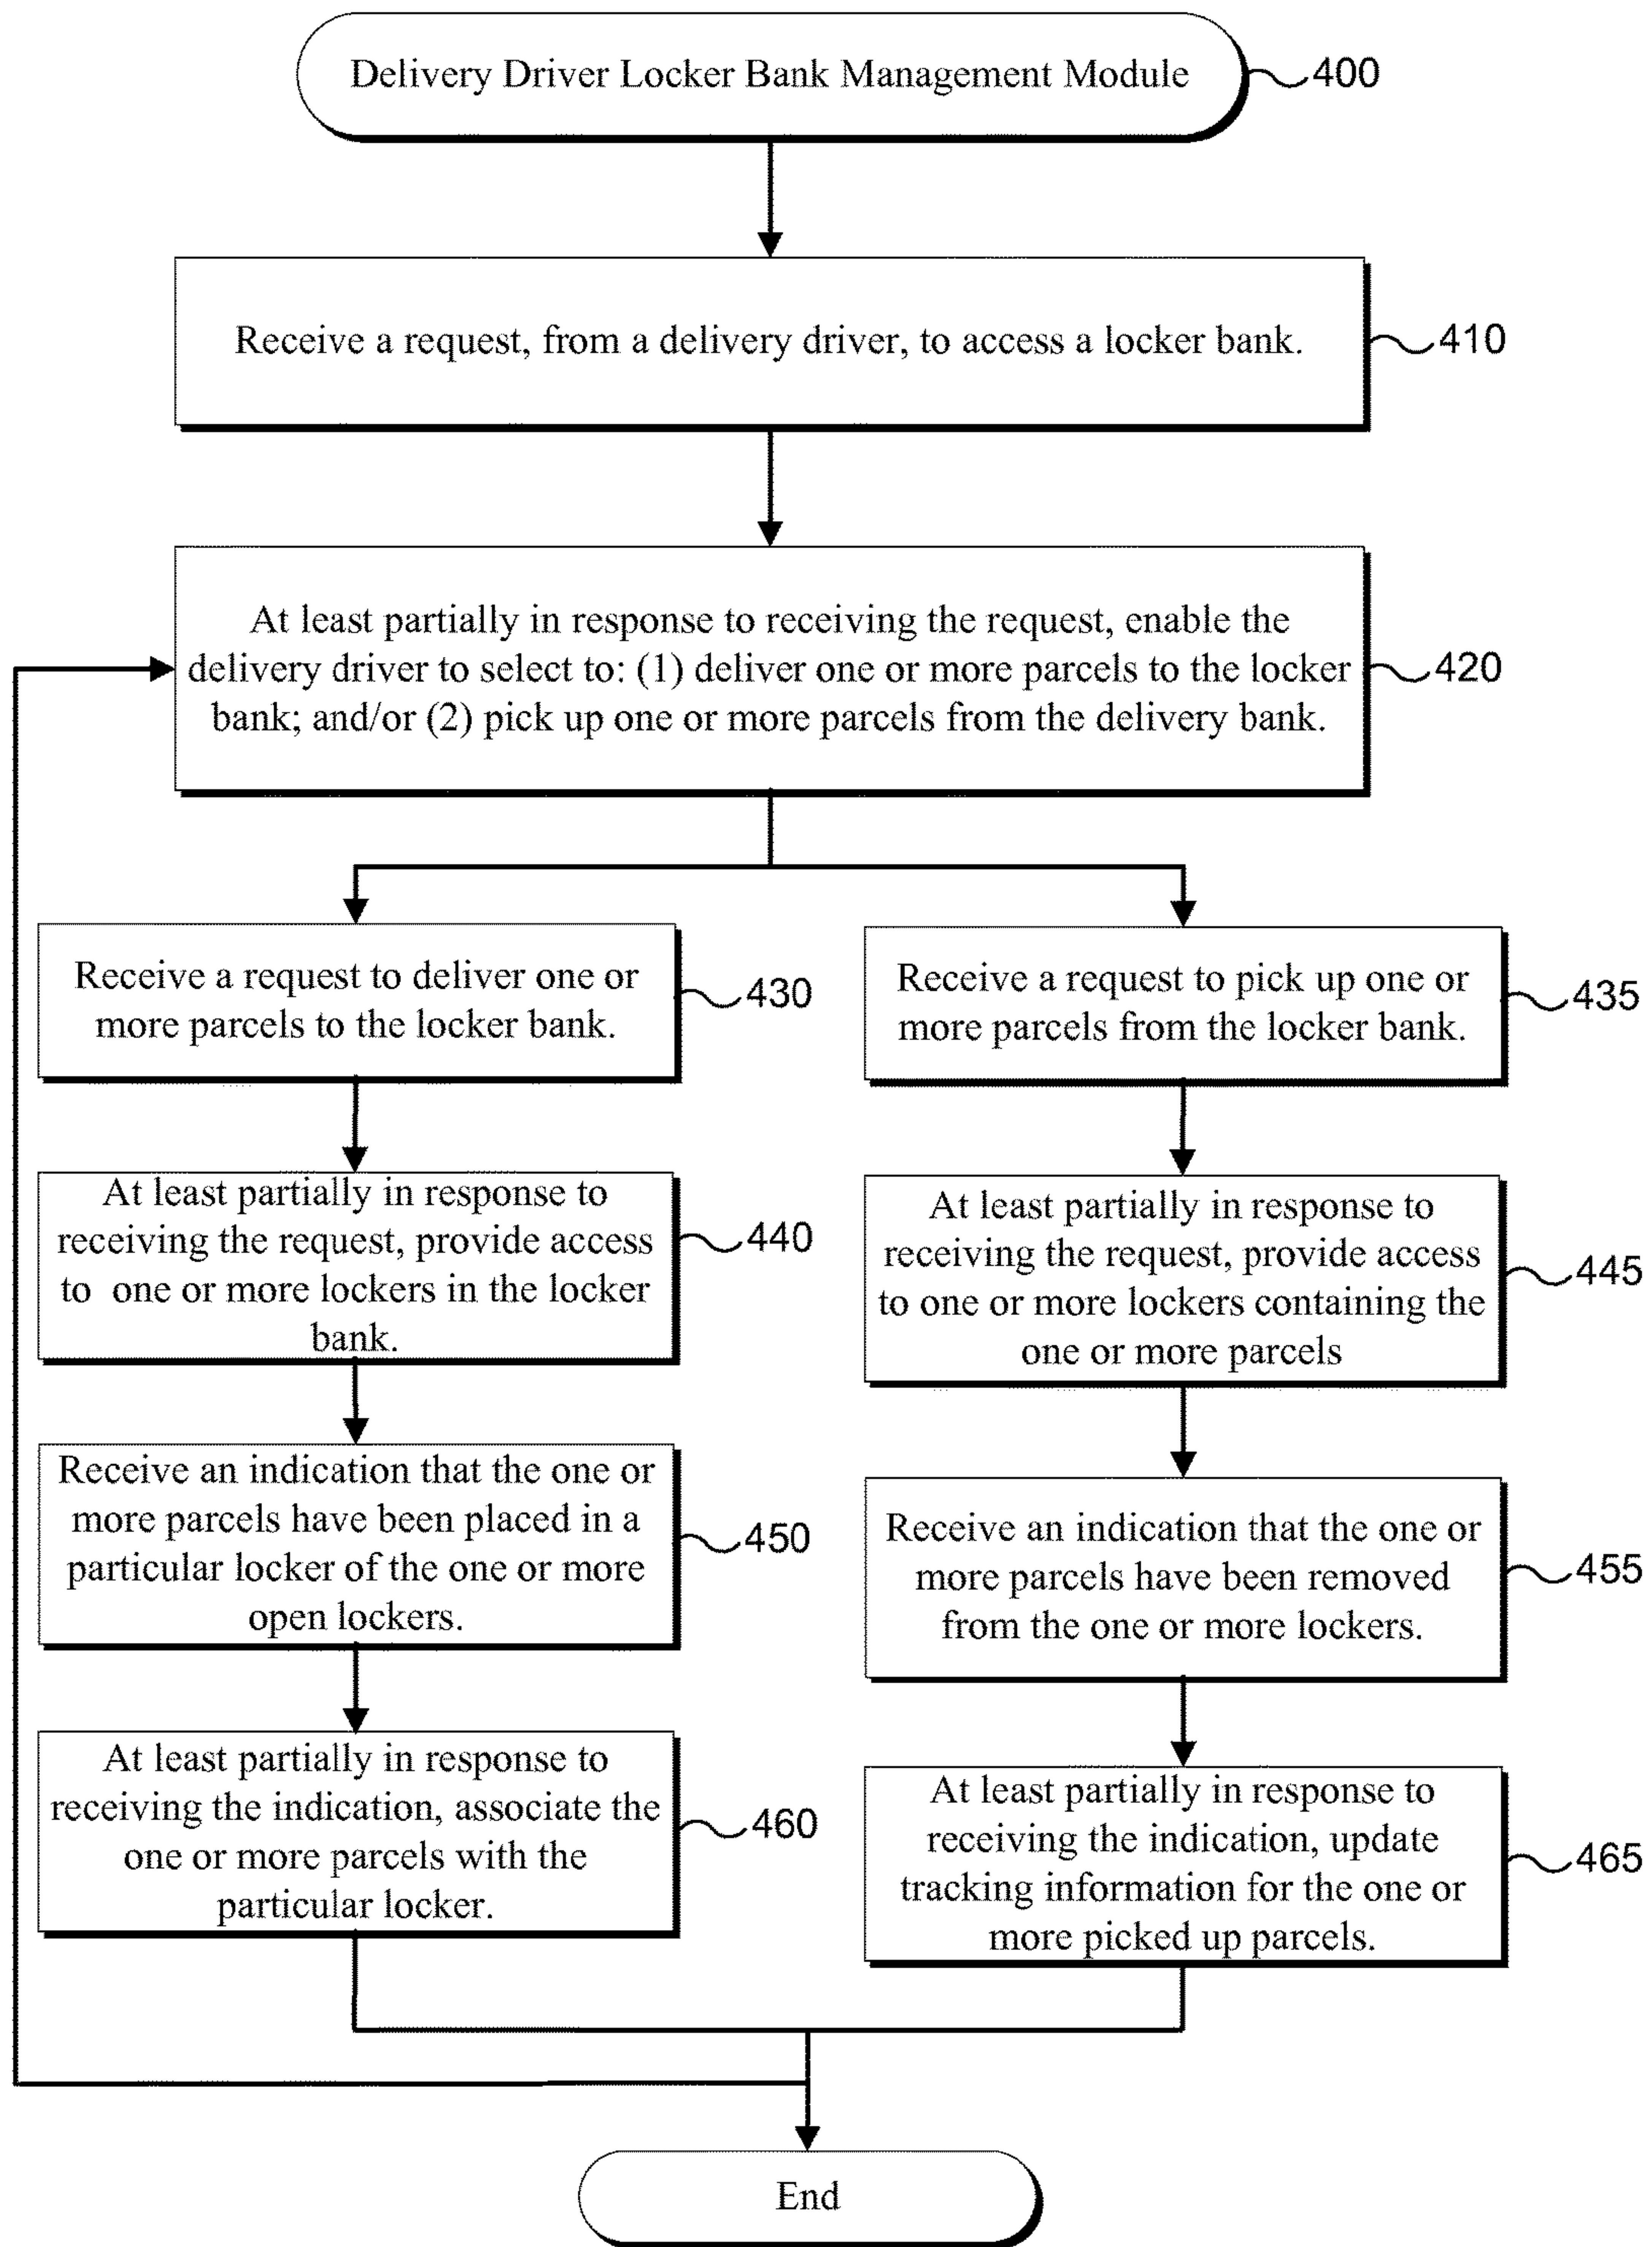 Delivery Driver Locker Bank Management Module
400
Receive a request, from a delivery driver, to access a locker bank.
410
At least partially in response to receiving the request, enable the
delivery driver to select to: (1) deliver one or more parcels to the locker
bank; and/or (2) pick up one or more parcels from the delivery bank.
420
Receive a request to deliver one or
more parcels to the locker bank.
430
Receive a request to pick up one or
more parcels from the locker bank.
435
At least partially in response to
receiving the request, provide access
to one or more lockers in the locker
bank.
440
At least partially in response to
receiving the request, provide access
to one or more lockers containing the
one or more parcels
445
Receive an indication that the one or
more parcels have been placed in a
particular locker of the one or more
open lockers.
450
Receive an indication that the one or
more parcels have been removed
from the one or more lockers.
455
At least partially in response to
receiving the indication, associate the
one or more parcels with the
particular locker.
460
At least partially in response to
receiving the indication, update
tracking information for the one or
more picked up parcels.
465
End